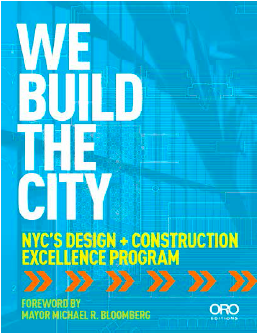 WE
BUILD
THE
CITY
NYC'S DESIGN + CONSTRUCTION
EXCELLENCE PROGRAM
FOREWORD BY
MAYOR MICHAEL R. BLOOMBERG
ORO
EDITIONS